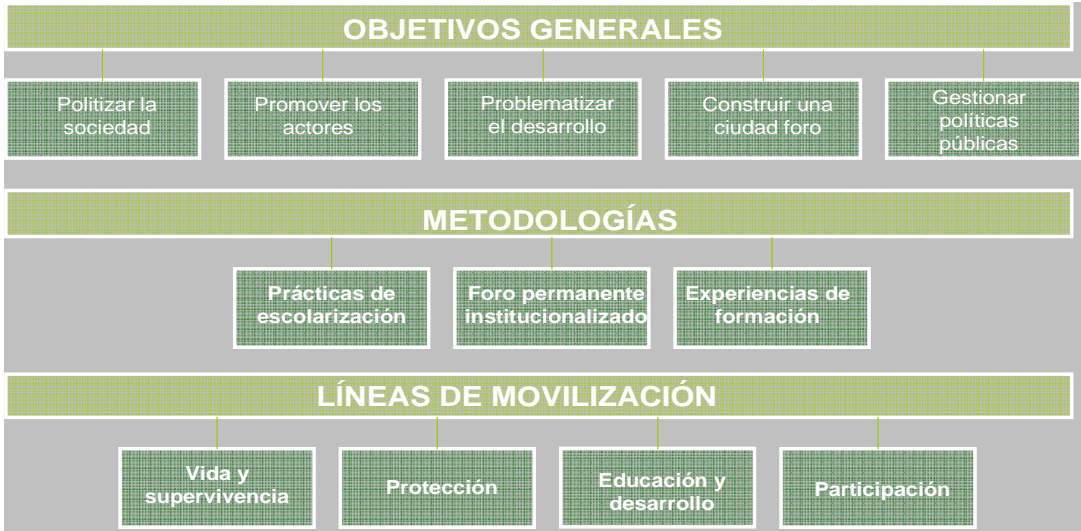 OBJETIVOS GENERALES
Politizar la
sociedad
Promover los
actores
Problematizar
el desarrollo
Construir una
ciudad foro
Gestionar
políticas
públicas
METODOLOGÍAS
Prácticas de
escolarización
Foro permanente
institucionalizado
Experiencias de
formación
LÍNEAS DE MOVILIZACIÓN
Vida y
supervivencia
Protección
Educación y
desarrollo
Participación